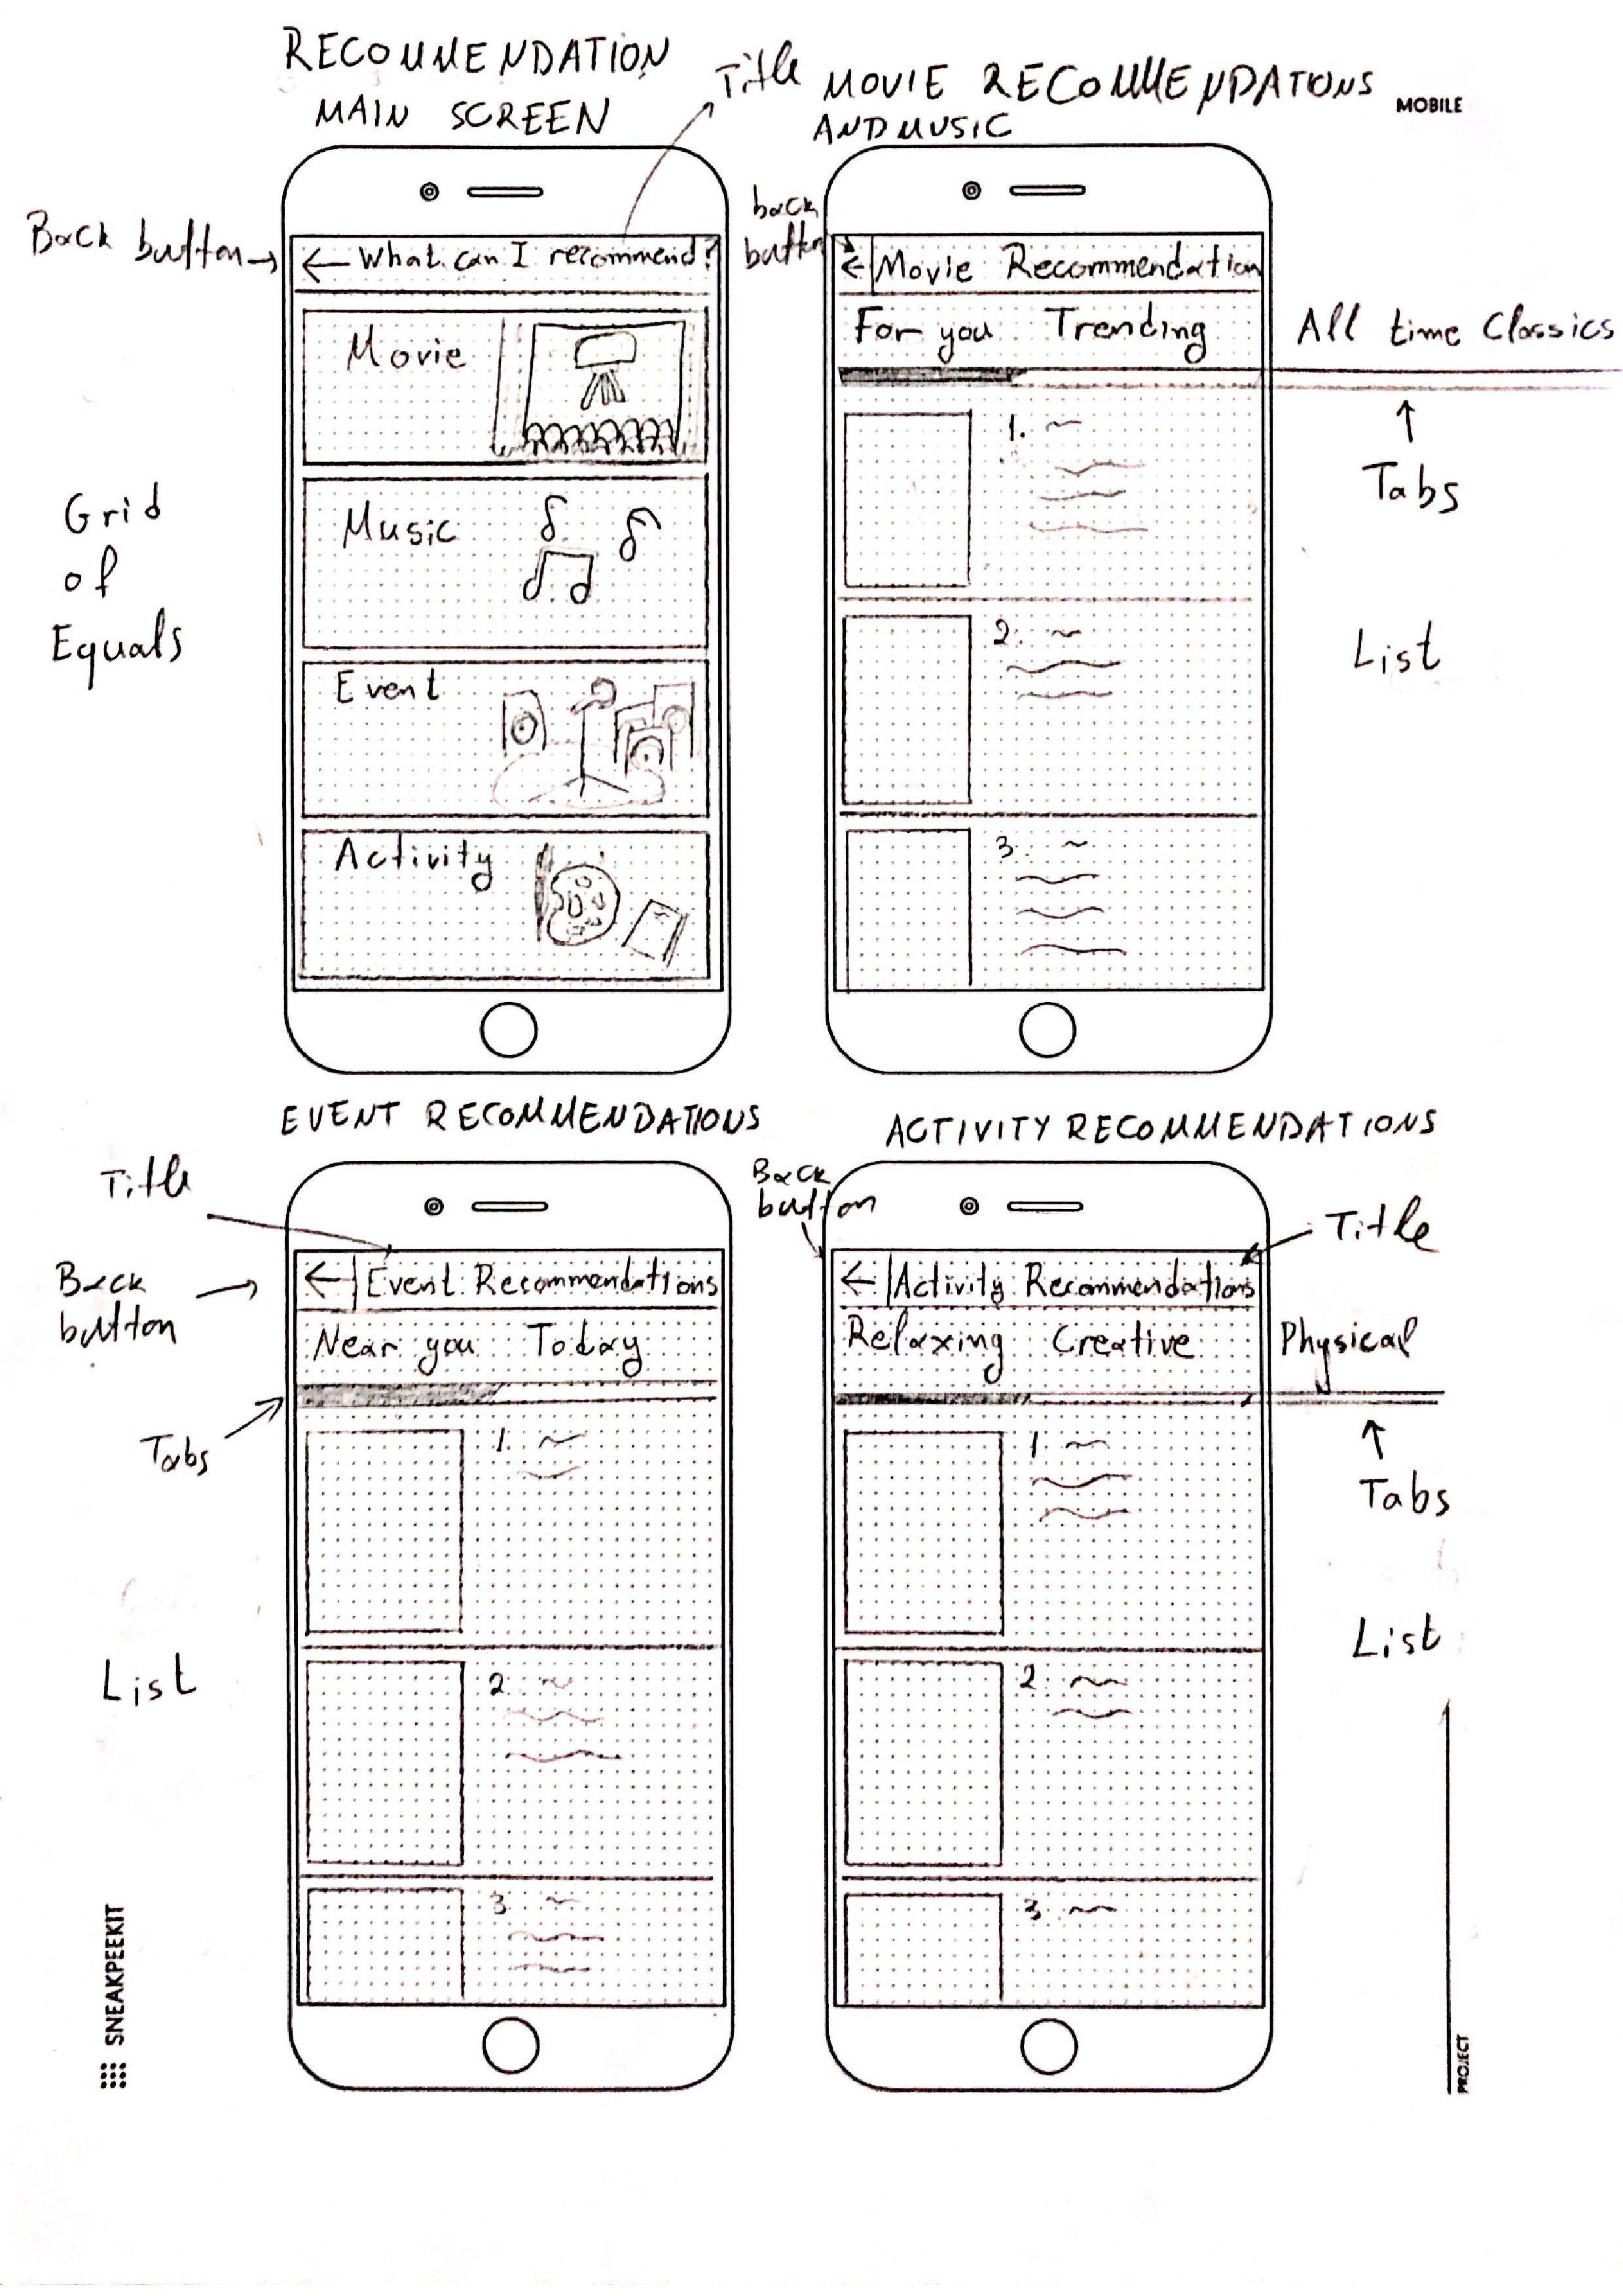 RECOMMENDATION
MAIN SCREEN
Title
MOVIE RECOMMENDATIONS
AND MUSIC
MOBILE
Back button
← What can I recommend?
Movie
Music
Event
Activity
Grid
of
Equals
back
button
← Movie Recommendation
For you Trending All time Classics
Tabs
1.
2.
3.
List
EVENT RECOMMENDATIONS
Title
Back
button
← Event Recommendations
Near you Today
Tabs
1.
2
3
List
ACTIVITY RECOMMENDATIONS
Back
button
Title
← Activity Recommendations
Relaxing Creative Physical
Tabs
1.
2.
3.
List
SNEAKPEEKIT
PROJECT